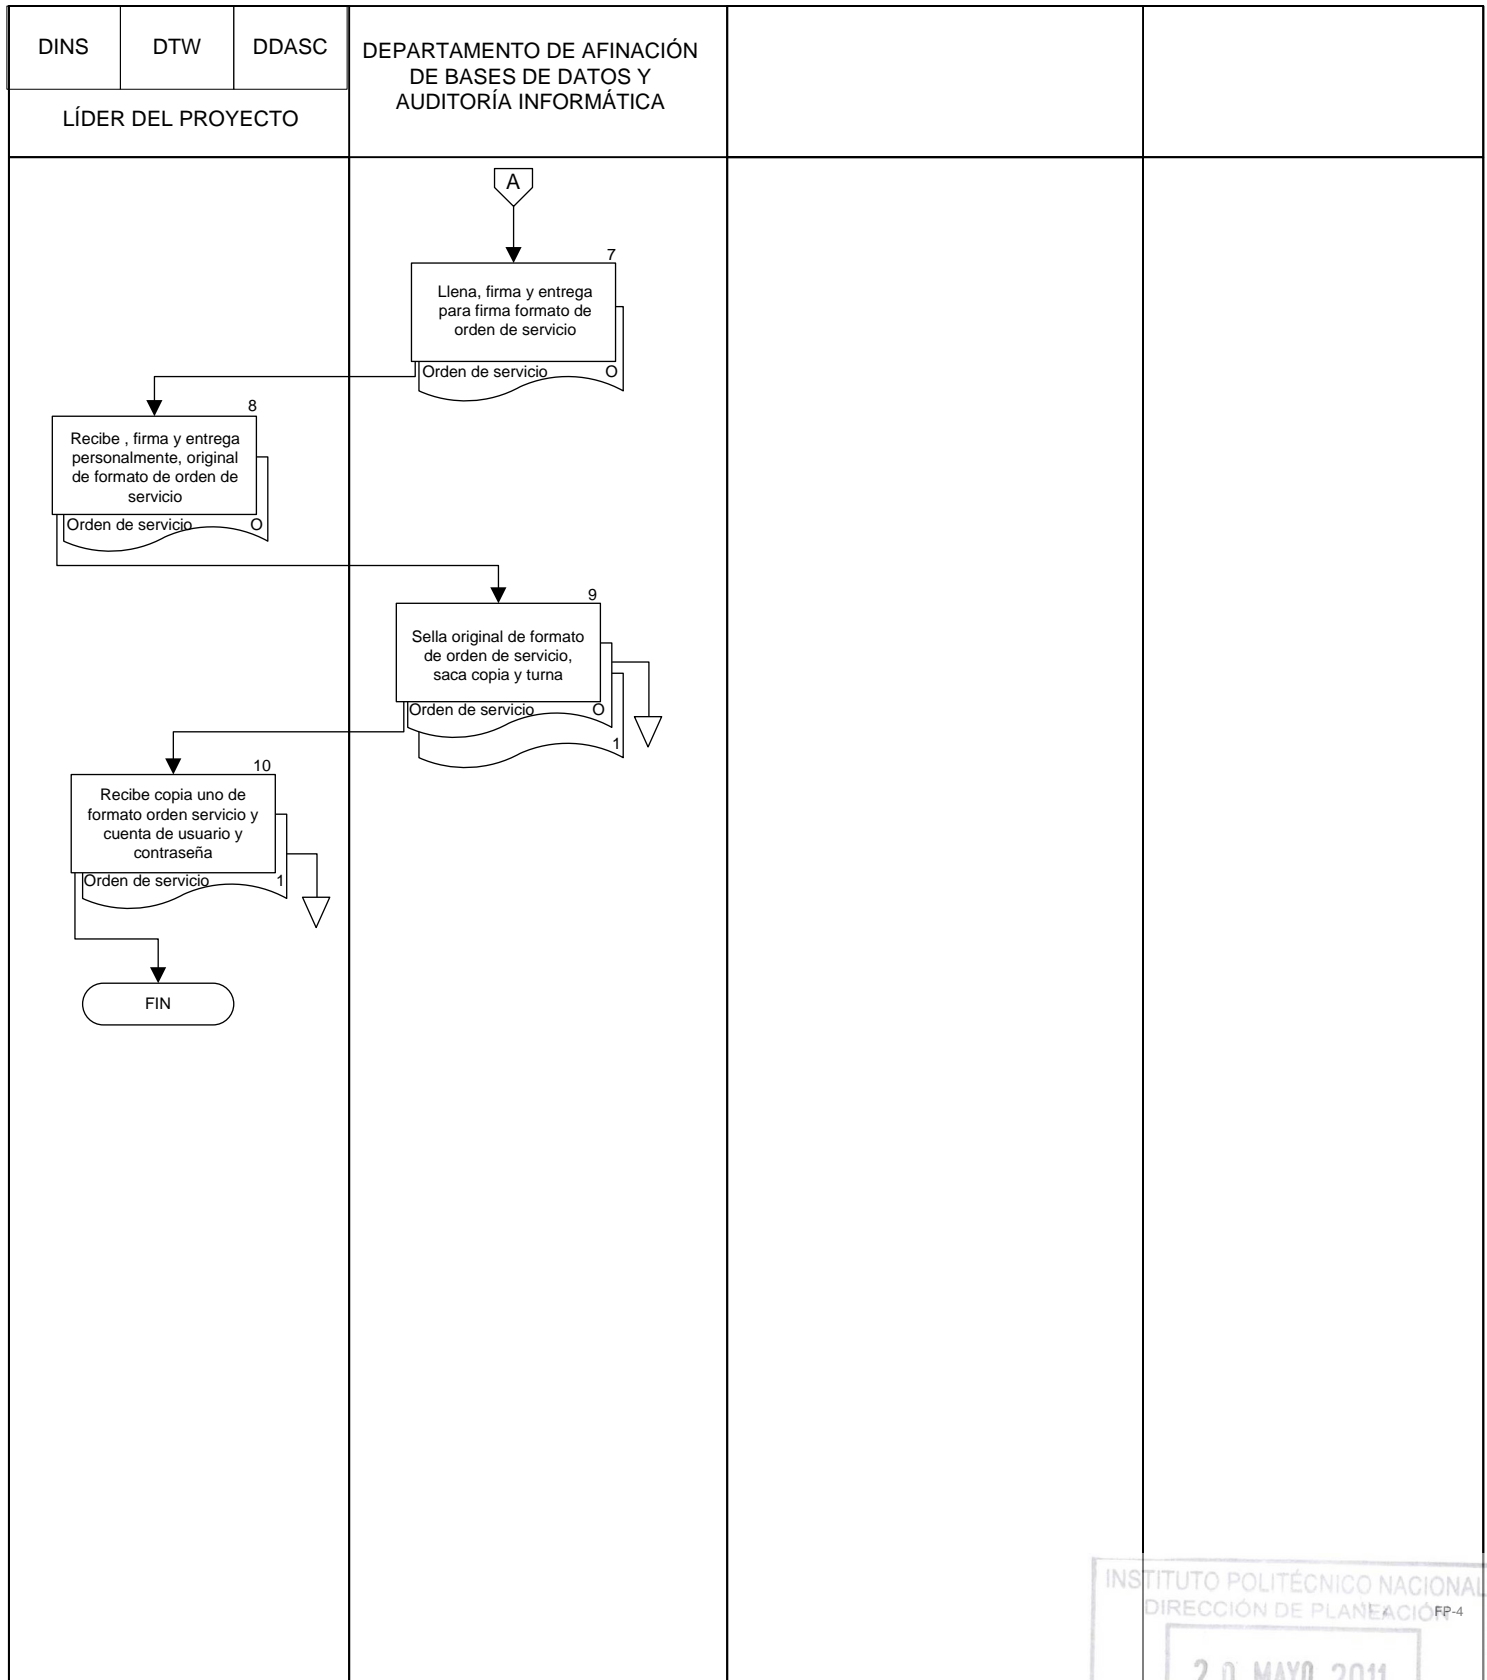 DINS
DTW
DDASC
LÍDER DEL PROYECTO
DEPARTAMENTO DE AFINACIÓN
DE BASES DE DATOS Y
AUDITORÍA INFORMÁTICA
A
7
Llena, firma y entrega
para firma formato de
orden de servicio
Orden de servicio
O
8
Recibe , firma y entrega
personalmente, original
de formato de orden de
servicio
Orden de servicio
O
9
Sella original de formato
de orden de servicio,
saca copia y turna
Orden de servicio
O
1
10
Recibe copia uno de
formato orden servicio y
cuenta de usuario y
contraseña
Orden de servicio
1
FIN
INSTITUTO POLITÉCNICO NACIONAL
DIRECCIÓN DE PLANEACIÓN
FP-4
20 MAYO 2011